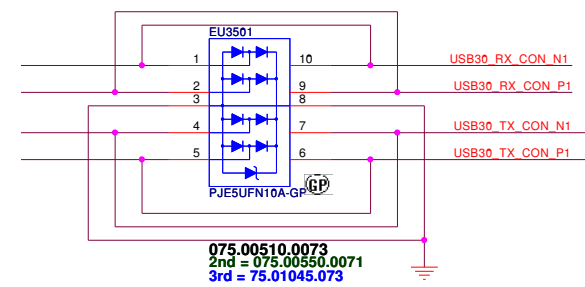 EU3501
1 10 USB30_RX_CON_N1
2 9 USB30_RX_CON_P1
3 8
4 7 USB30_TX_CON_N1
5 6 USB30_TX_CON_P1
PJE5UFN10A-GP GP
075.00510.0073
2nd = 075.00550.0071
3rd = 75.01045.073